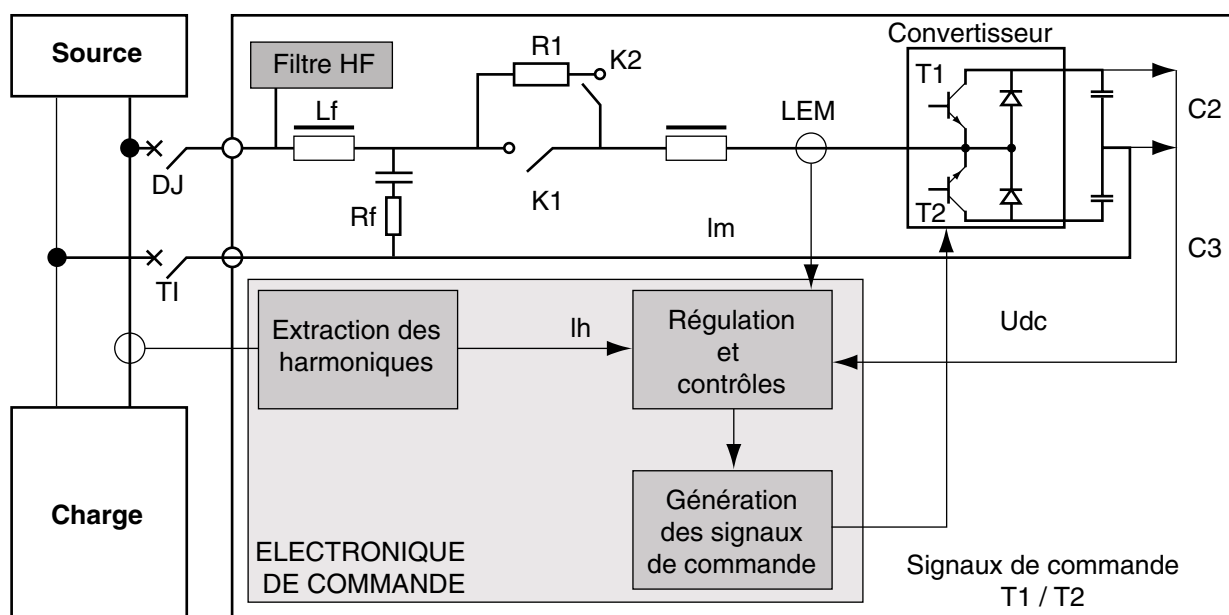 Source
Filtre HF
R1
K2
Convertisseur
T1
LEM
C2
Lf
DJ
K1
Rf
T2
Im
C3
TI
Extraction des
harmoniques
Ih
Régulation
et
contrôles
Udc
Charge
Génération
des signaux
de commande
ELECTRONIQUE
DE COMMANDE
Signaux de commande
T1 / T2